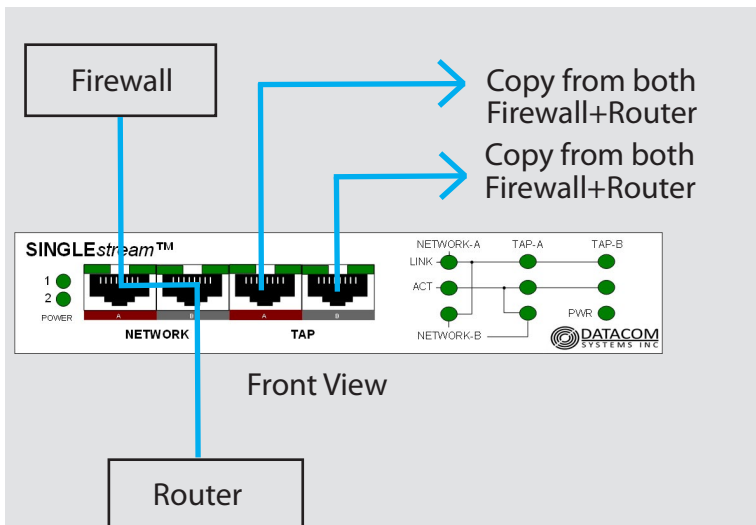 Firewall
Copy from both
Firewall+Router
Copy from both
Firewall+Router
SINGLEstream™
1
2
POWER
A
B
A
B
NETWORK
TAP
NETWORK-A
TAP-A
TAP-B
LINK
ACT
PWR
NETWORK-B
DATACOM
SYSTEMS INC
Front View
Router